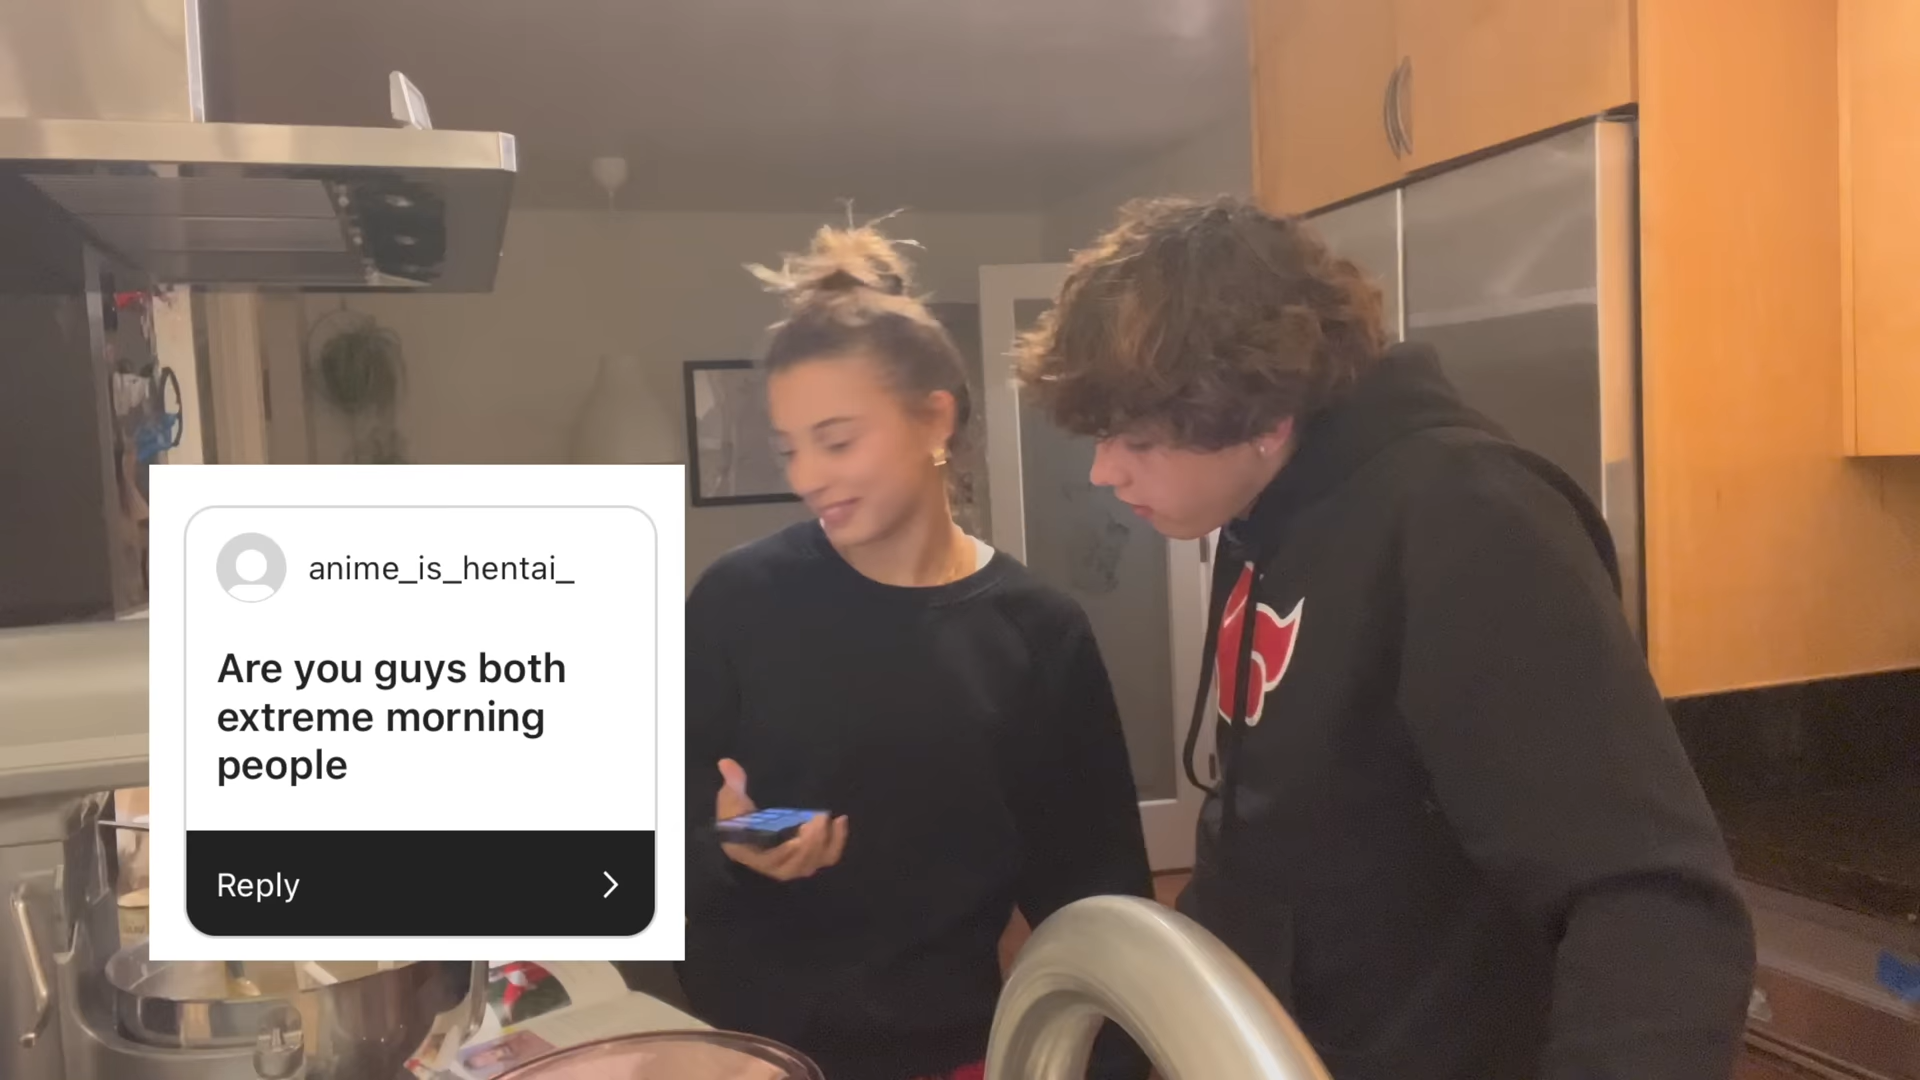 anime_is_hentai_
Are you guys both
extreme morning
people
Reply